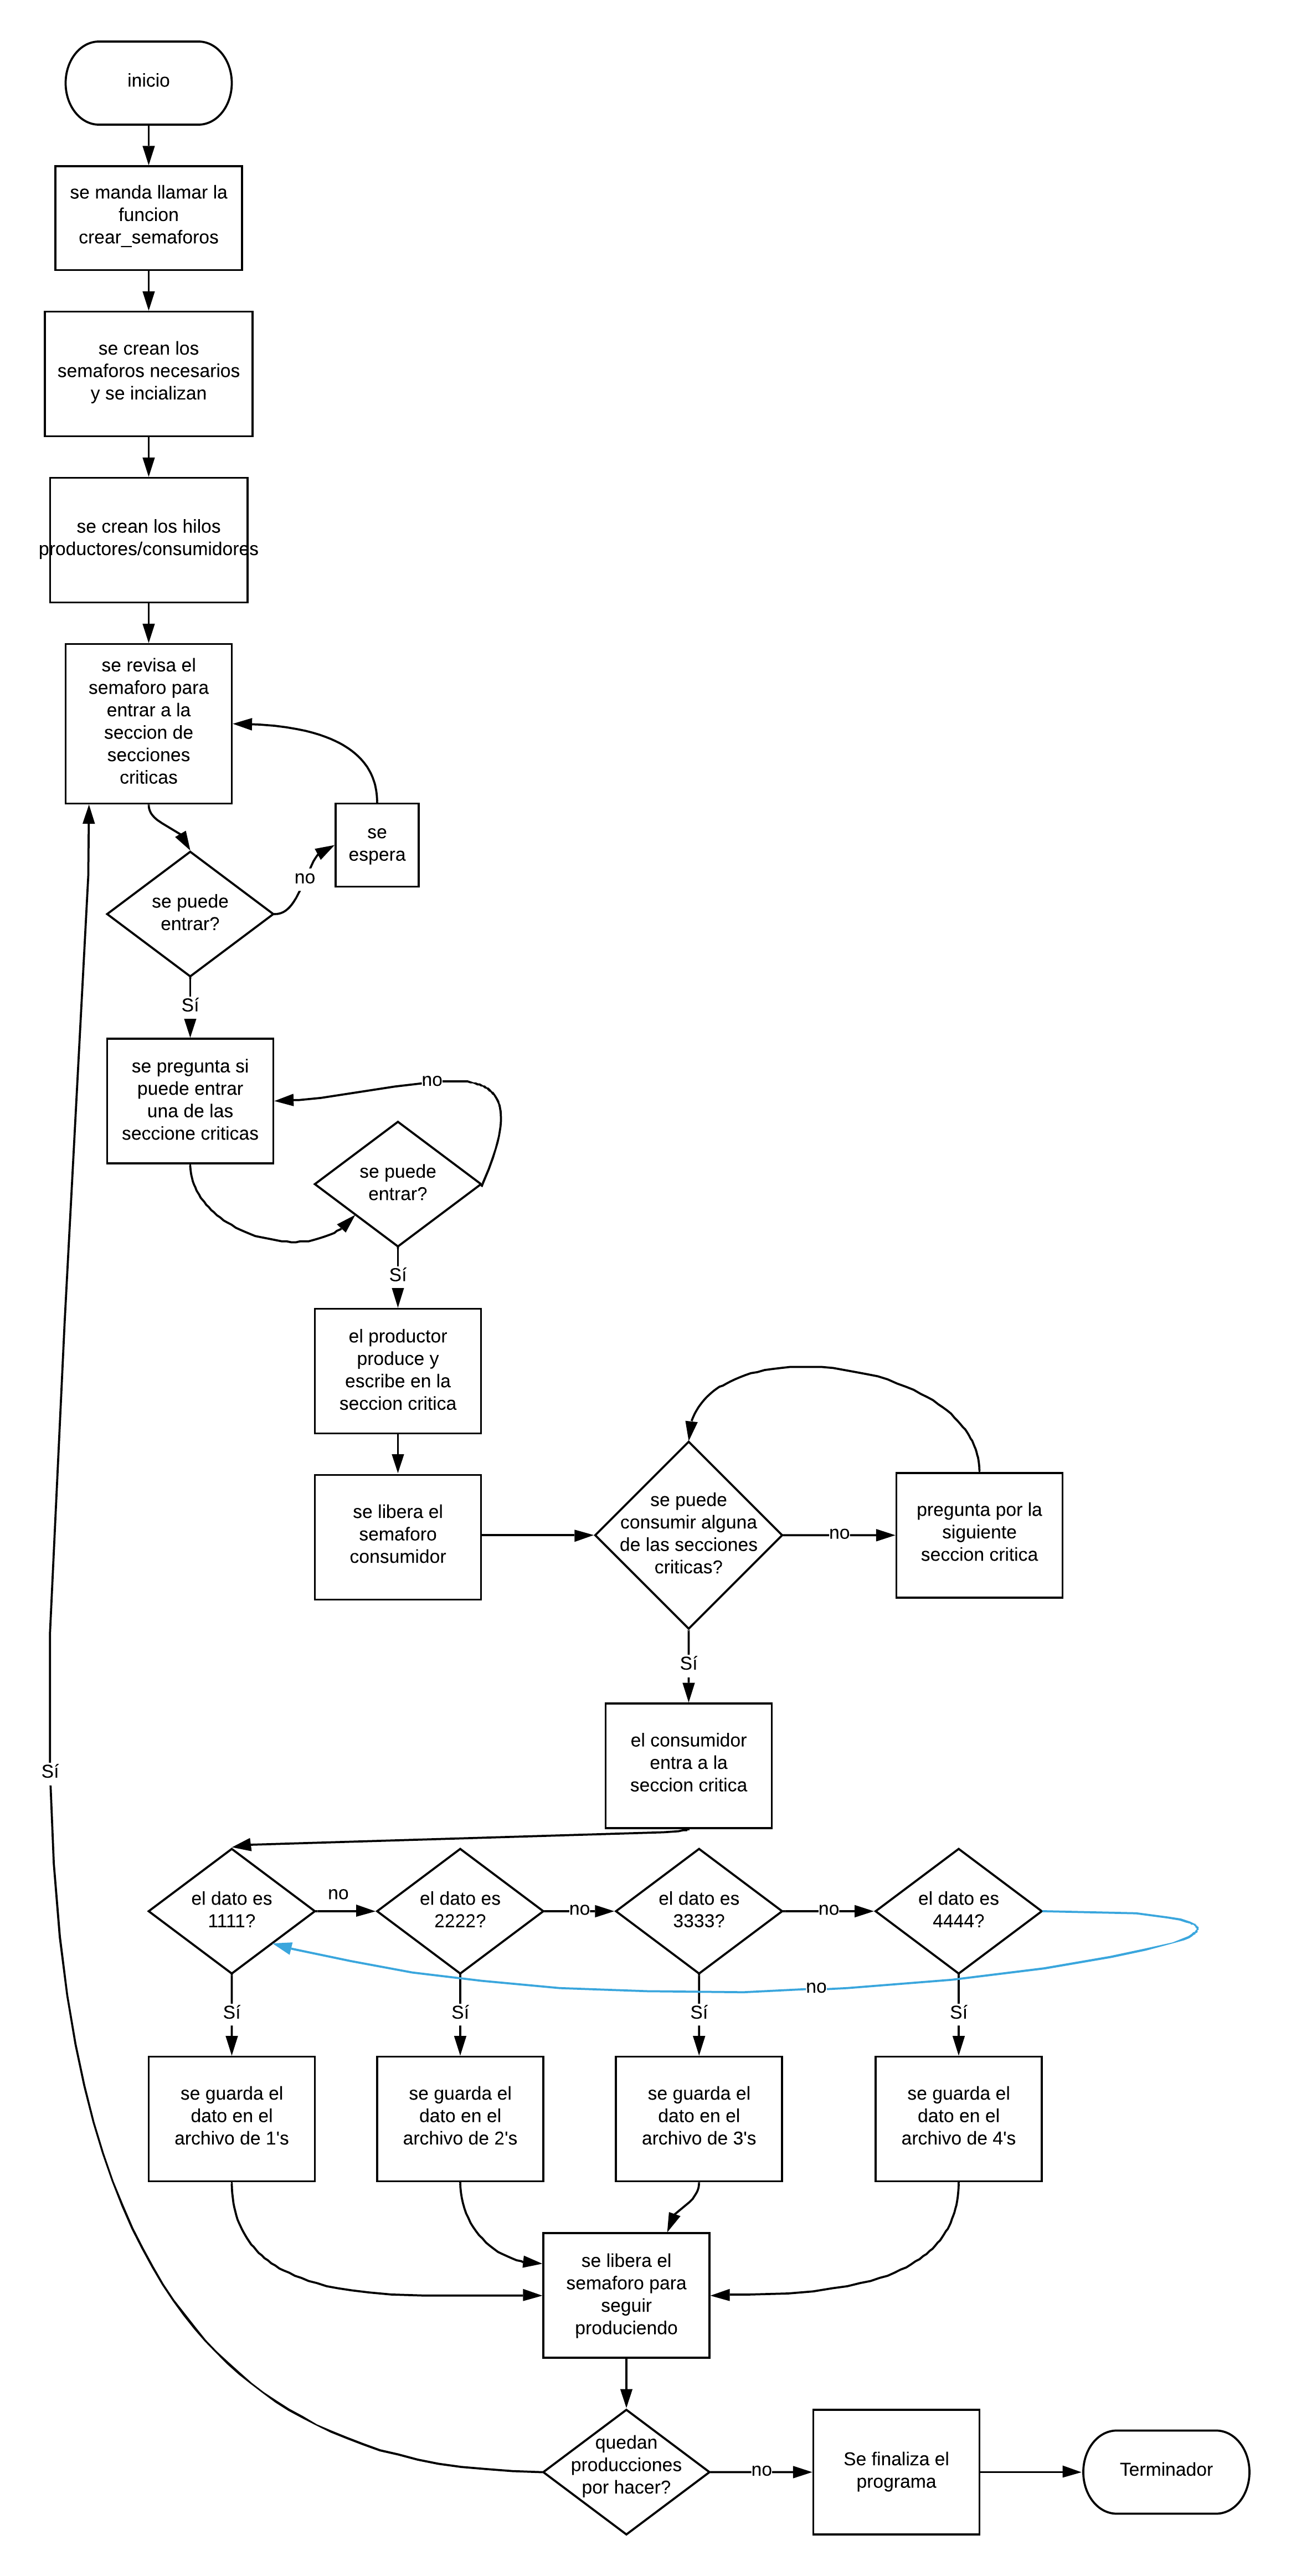 inicio
se manda llamar la
funcion
crear_semaforos
se crean los
semaforos necesarios
y se incializan
se crean los hilos
productores/consumidores
se revisa el
semaforo para
entrar a la
seccion de
secciones
criticas
se
espera
no
se puede
entrar?
Sí
se pregunta si
puede entrar
una de las
seccione criticas
no
se puede
entrar?
Sí
el productor
produce y
escribe en la
seccion critica
se libera el
semaforo
consumidor
se puede
consumir alguna
de las secciones
criticas?
no
pregunta por la
siguiente
seccion critica
Sí
el consumidor
entra a la
seccion critica
Sí
el dato es
1111?
no
el dato es
2222?
no
el dato es
3333?
no
el dato es
4444?
no
Sí
Sí
Sí
Sí
se guarda el
dato en el
archivo de 1's
se guarda el
dato en el
archivo de 2's
se guarda el
dato en el
archivo de 3's
se guarda el
dato en el
archivo de 4's
se libera el
semaforo para
seguir
produciendo
quedan
producciones
por hacer?
no
Se finaliza el
programa
Terminador